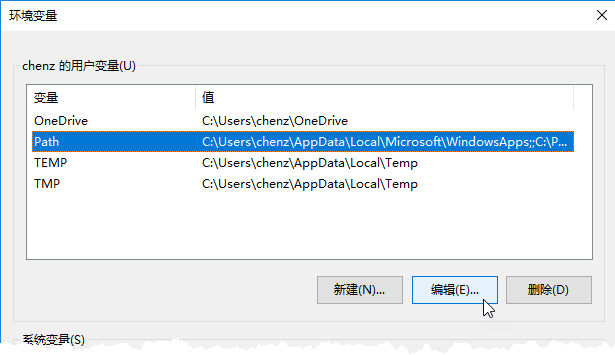 环境变量
chenz 的用户变量(U)
变量 值
OneDrive C:\Users\chenz\OneDrive
Path C:\Users\chenz\AppData\Local\Microsoft\WindowsApps;;C:\P...
TEMP C:\Users\chenz\AppData\Local\Temp
TMP C:\Users\chenz\AppData\Local\Temp
新建(N)... 编辑(E)... 删除(D)
系统变量(S)